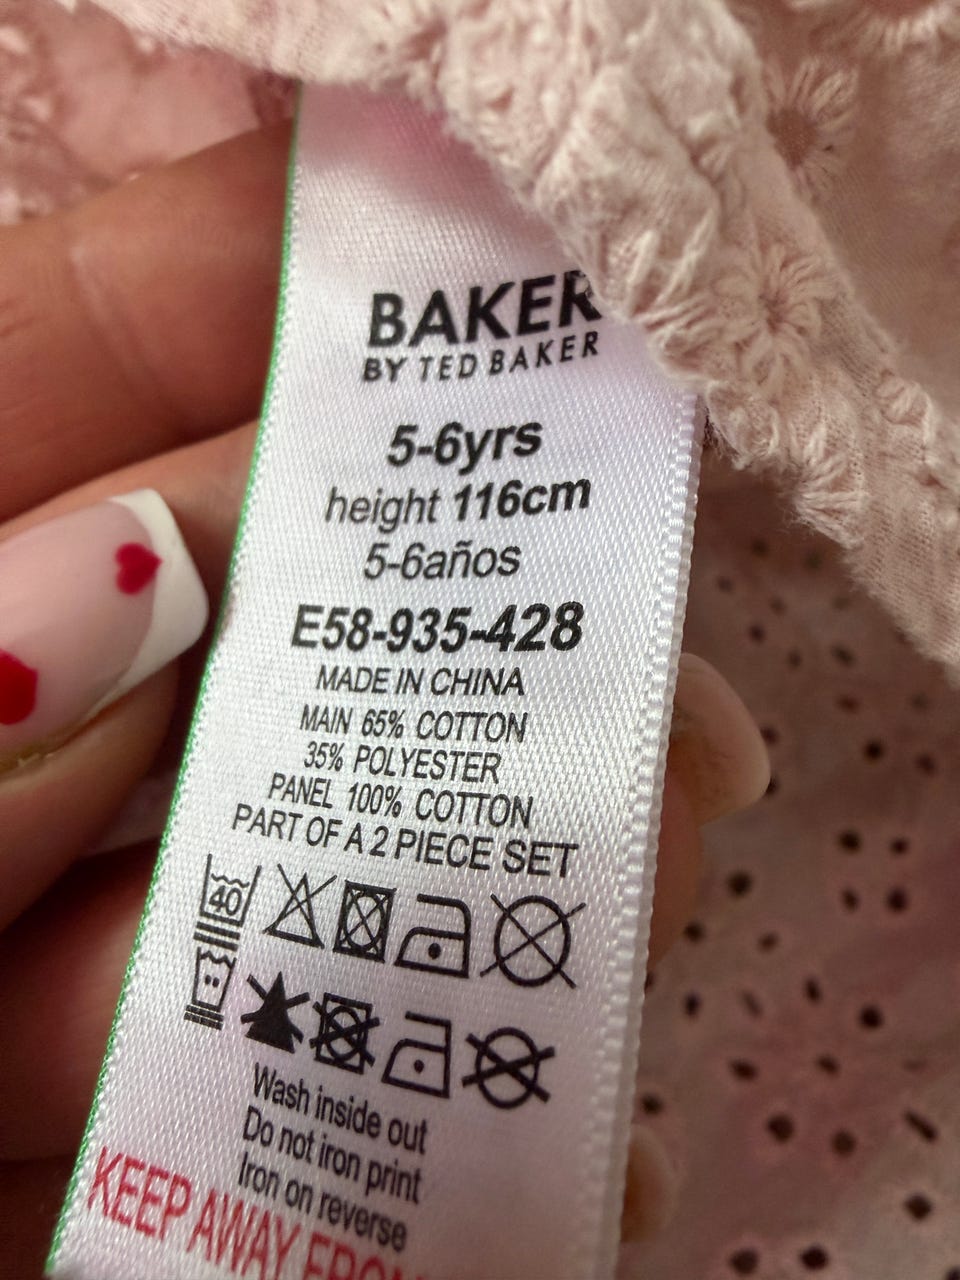 BAKER
BY TED BAKER
5-6yrs
height 116cm
5-6años
E58-935-428
MADE IN CHINA
MAIN 65% COTTON
35% POLYESTER
PANEL 100% COTTON
PART OF A 2 PIECE SET
40
Wash inside out
Do not iron print
Iron on reverse
KEEP AWAY FROM